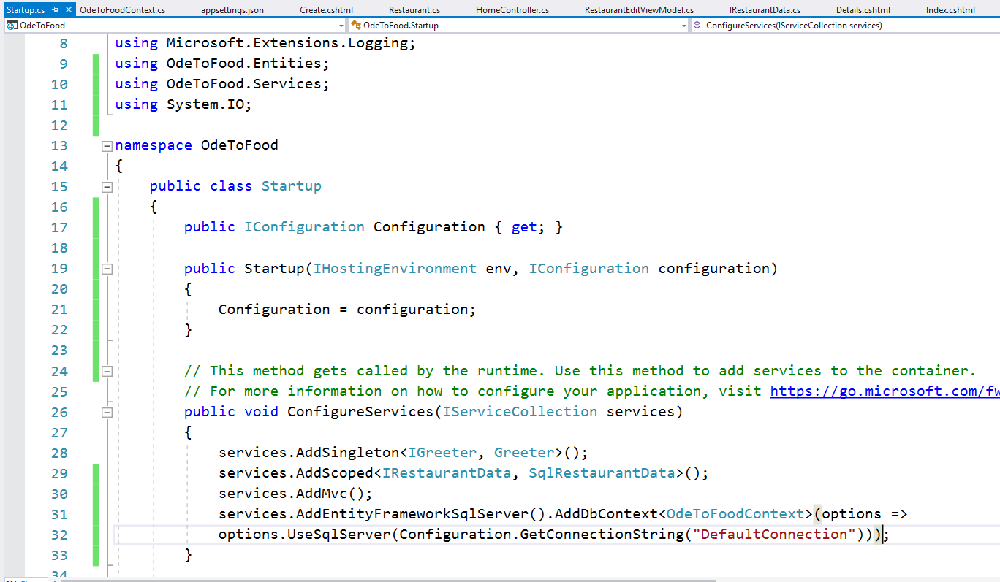 Startup.cs OdeToFoodContext.cs appsettings.json Create.cshtml Restaurant.cs HomeController.cs RestaurantEditViewModel.cs IRestaurantData.cs Details.cshtml Index.cshtml
OdeToFood OdeToFood.Startup ConfigureServices(IServiceCollection services)
8 using Microsoft.Extensions.Logging;
9 using OdeToFood.Entities;
10 using OdeToFood.Services;
11 using System.IO;
12
13 namespace OdeToFood
14 {
15 public class Startup
16 {
17 public IConfiguration Configuration { get; }
18
19 public Startup(IHostingEnvironment env, IConfiguration configuration)
20 {
21 Configuration = configuration;
22 }
23
24 // This method gets called by the runtime. Use this method to add services to the container.
25 // For more information on how to configure your application, visit https://go.microsoft.com/fw
26 public void ConfigureServices(IServiceCollection services)
27 {
28 services.AddSingleton<IGreeter, Greeter>();
29 services.AddScoped<IRestaurantData, SqlRestaurantData>();
30 services.AddMvc();
31 services.AddEntityFrameworkSqlServer().AddDbContext<OdeToFoodContext>(options =>
32 options.UseSqlServer(Configuration.GetConnectionString("DefaultConnection")));
33 }
34